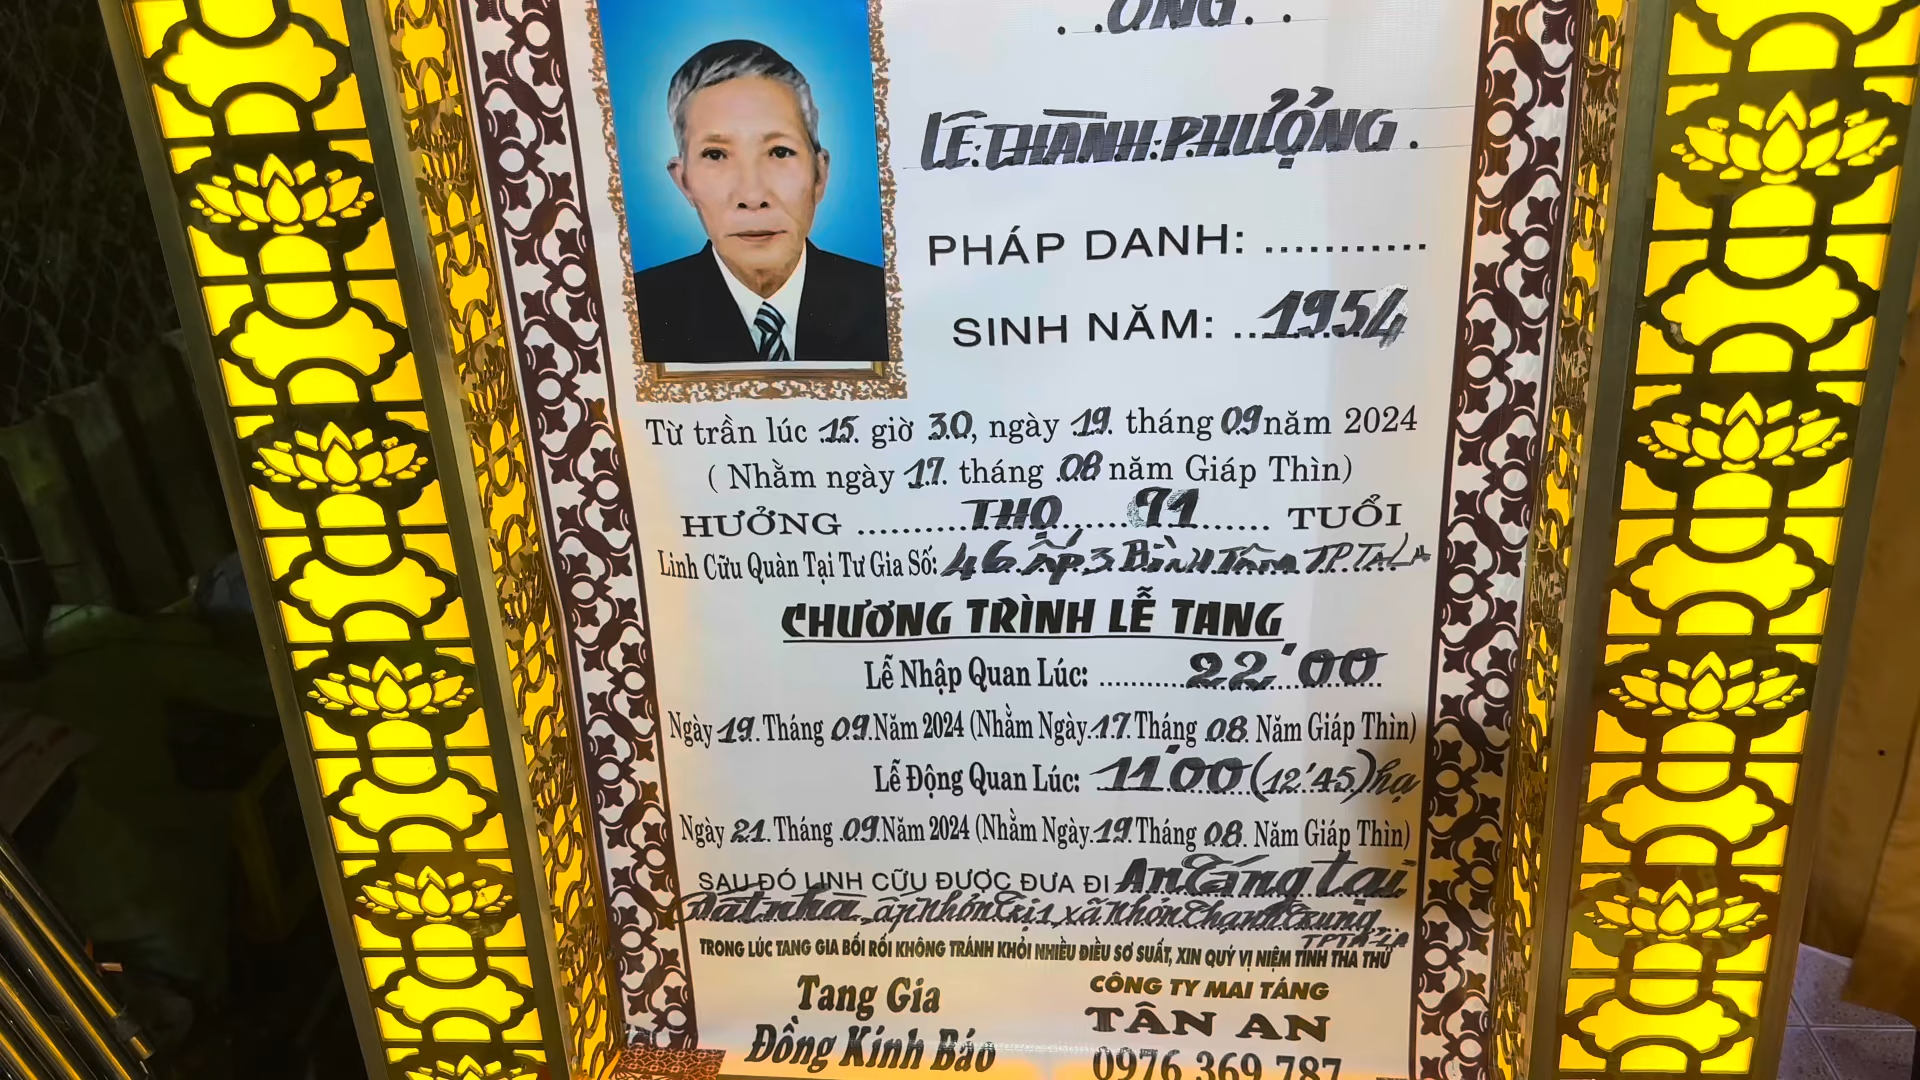 ÔNG
LÊ THÀNH PHƯỢNG
PHÁP DANH: ...........
SINH NĂM: 1954
Từ trần lúc 15 giờ 30, ngày 19 tháng 09 năm 2024
( Nhằm ngày 17 tháng 08 năm Giáp Thìn)
HƯỞNG THỌ 71 TUỔI
Linh Cữu Quàn Tại Tư Gia Số: 46 Ấp 3 Bình Tâm TP.TALA
CHƯƠNG TRÌNH LỄ TANG
Lễ Nhập Quan Lúc: 22'00
Ngày 19 Tháng 09 Năm 2024 (Nhằm Ngày 17 Tháng 08 Năm Giáp Thìn)
Lễ Động Quan Lúc: 11'00 (12'45) hạ
Ngày 21 Tháng 09 Năm 2024 (Nhằm Ngày 19 Tháng 08 Năm Giáp Thìn)
SAU ĐÓ LINH CỮU ĐƯỢC ĐƯA ĐI An Táng tại
Đất nhà, ấp Nhơn Trị 1, xã Nhơn Thạnh Trung,
TPTA-LA
TRONG LÚC TANG GIA BỐI RỐI KHÔNG TRÁNH KHỎI NHIỀU ĐIỀU SƠ SUẤT, XIN QUÝ VỊ NIỆM TÌNH THA THỨ
Tang Gia
Đồng Kính Báo
CÔNG TY MAI TÁNG
TÂN AN
0976 369 787